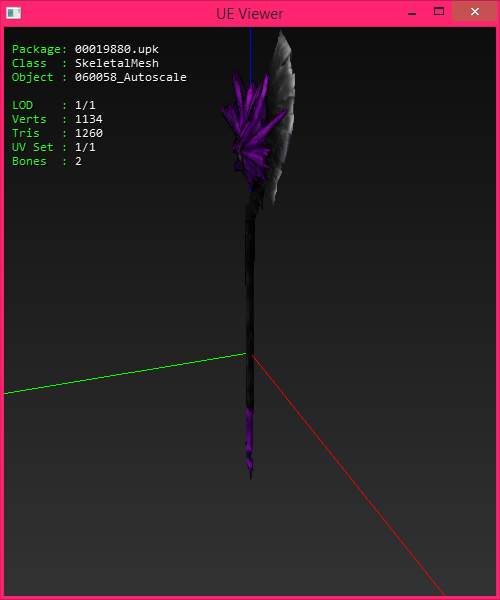 UE Viewer
Package: 00019880.upk
Class  : SkeletalMesh
Object : 060058_Autoscale
LOD    : 1/1
Verts  : 1134
Tris   : 1260
UV Set : 1/1
Bones  : 2